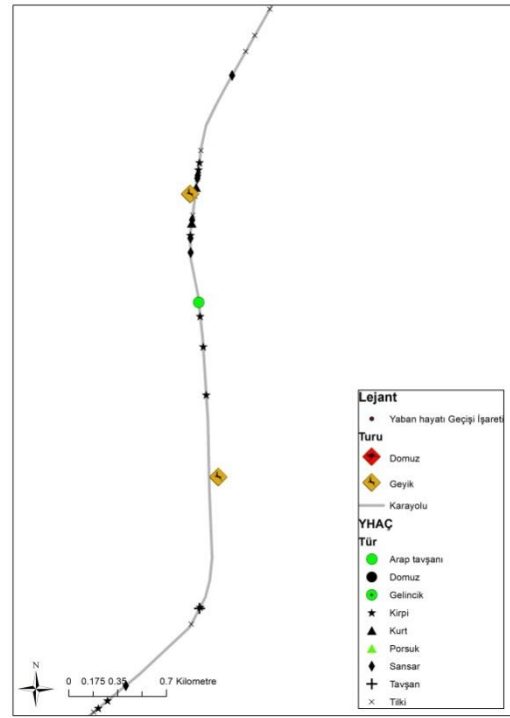 Lejant
Yaban hayatı Geçişi İşareti
Turu
Domuz
Geyik
Karayolu
YHAÇ
Tür
Arap tavşanı
Domuz
Gelincik
Kirpi
Kurt
Porsuk
Sansar
Tavşan
Tilki
N
0 0.175 0.35 0.7 Kilometre